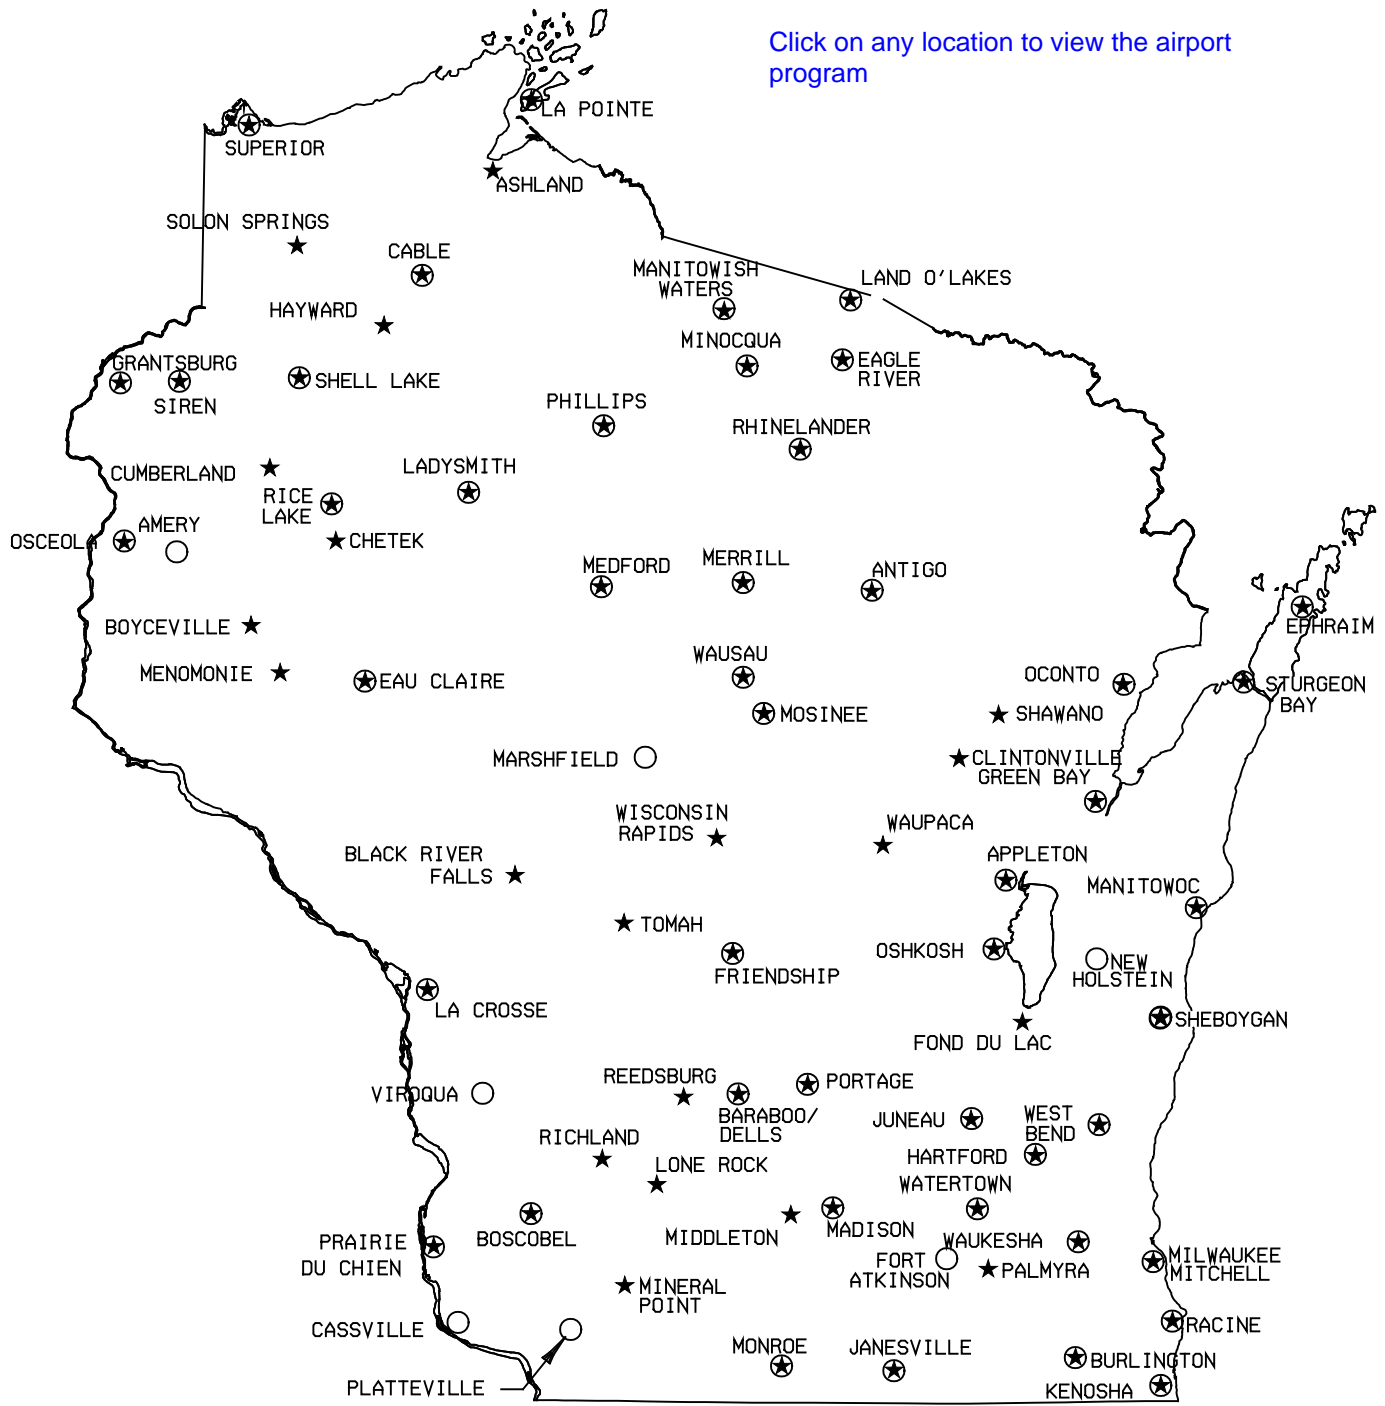 Click on any location to view the airport
program
LA POINTE
SUPERIOR
ASHLAND
SOLON SPRINGS
CABLE
MANITOWISH
WATERS
LAND O'LAKES
HAYWARD
MINOCQUA
EAGLE
RIVER
GRANTSBURG
SIREN
SHELL LAKE
PHILLIPS
RHINELANDER
CUMBERLAND
LADYSMITH
RICE
LAKE
AMERY
OSCEOLA
CHETEK
MEDFORD
MERRILL
ANTIGO
BOYCEVILLE
EPHRAIM
MENOMONIE
EAU CLAIRE
WAUSAU
OCONTO
STURGEON
BAY
MOSINEE
SHAWANO
MARSHFIELD
CLINTONVILLE
GREEN BAY
WISCONSIN
RAPIDS
WAUPACA
BLACK RIVER
FALLS
APPLETON
MANITOWOC
TOMAH
OSHKOSH
FRIENDSHIP
NEW
HOLSTEIN
LA CROSSE
SHEBOYGAN
FOND DU LAC
REEDSBURG
PORTAGE
VIROQUA
BARABOO/
DELLS
JUNEAU
WEST
BEND
RICHLAND
LONE ROCK
HARTFORD
WATERTOWN
BOSCOBEL
MIDDLETON
MADISON
WAUKESHA
PRAIRIE
DU CHIEN
FORT
ATKINSON
PALMYRA
MILWAUKEE
MITCHELL
MINERAL
POINT
CASSVILLE
RACINE
MONROE
JANESVILLE
BURLINGTON
PLATTEVILLE
KENOSHA